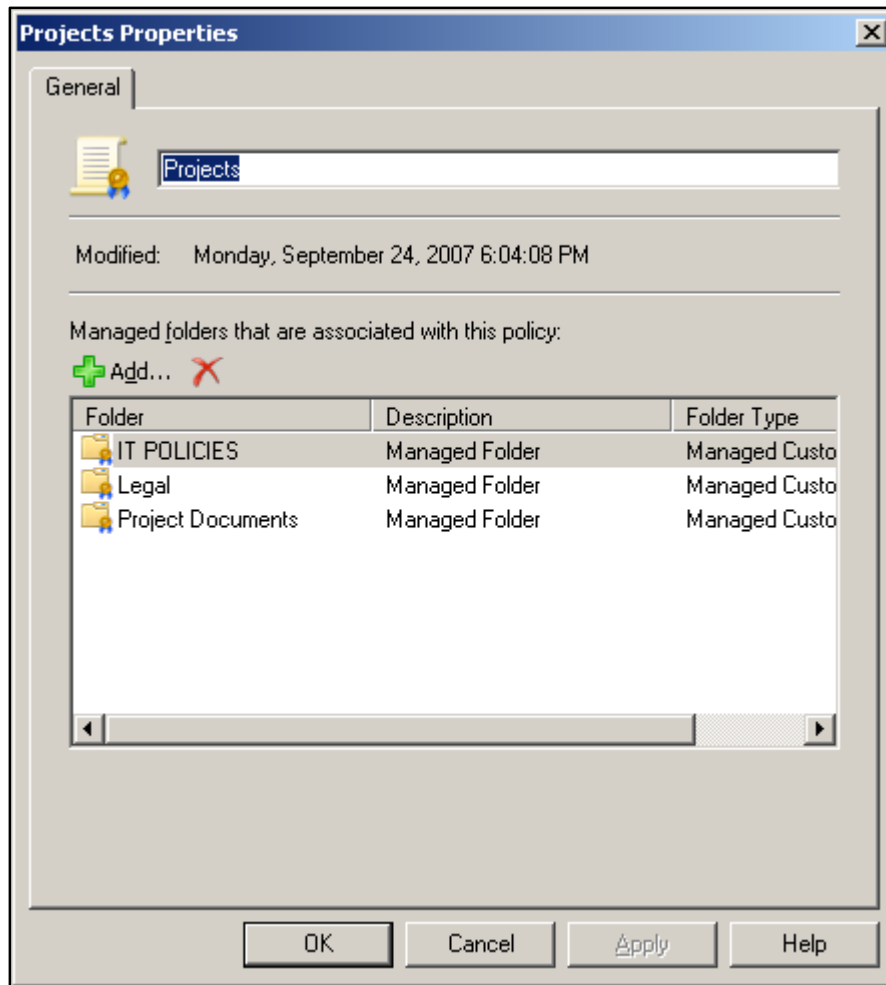 Projects Properties
General
Projects
Modified: Monday, September 24, 2007 6:04:08 PM
Managed folders that are associated with this policy:
Add...
Folder Description Folder Type
IT POLICIES Managed Folder Managed Custo
Legal Managed Folder Managed Custo
Project Documents Managed Folder Managed Custo
OK Cancel Apply Help